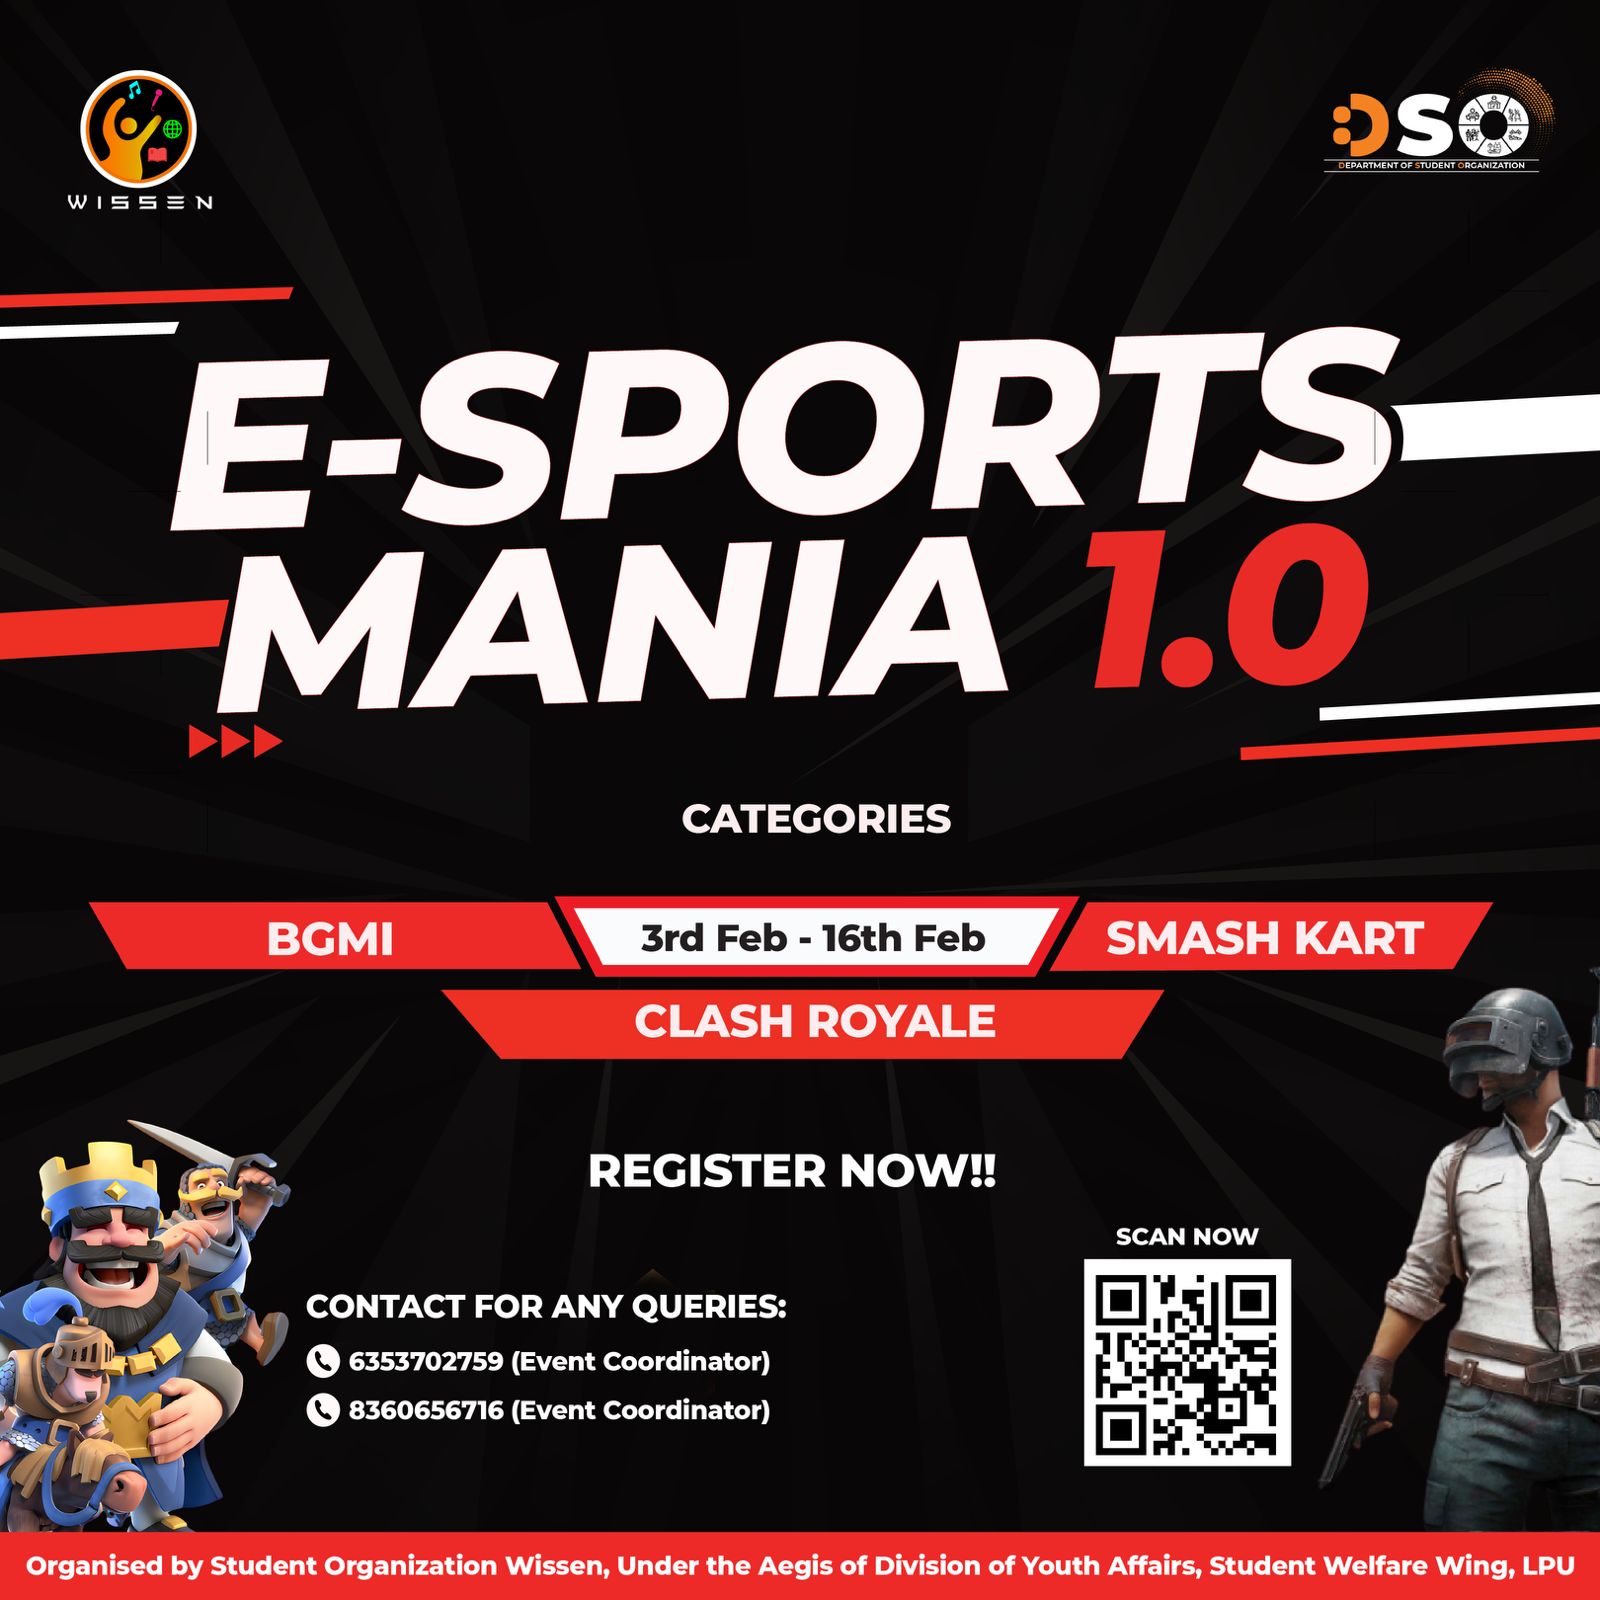 WISSEN
DSO
DEPARTMENT OF STUDENT ORGANIZATION
E-SPORTS
MANIA 1.0
CATEGORIES
BGMI
3rd Feb - 16th Feb
SMASH KART
CLASH ROYALE
REGISTER NOW!!
SCAN NOW
CONTACT FOR ANY QUERIES:
6353702759 (Event Coordinator)
8360656716 (Event Coordinator)
Organised by Student Organization Wissen, Under the Aegis of Division of Youth Affairs, Student Welfare Wing, LPU